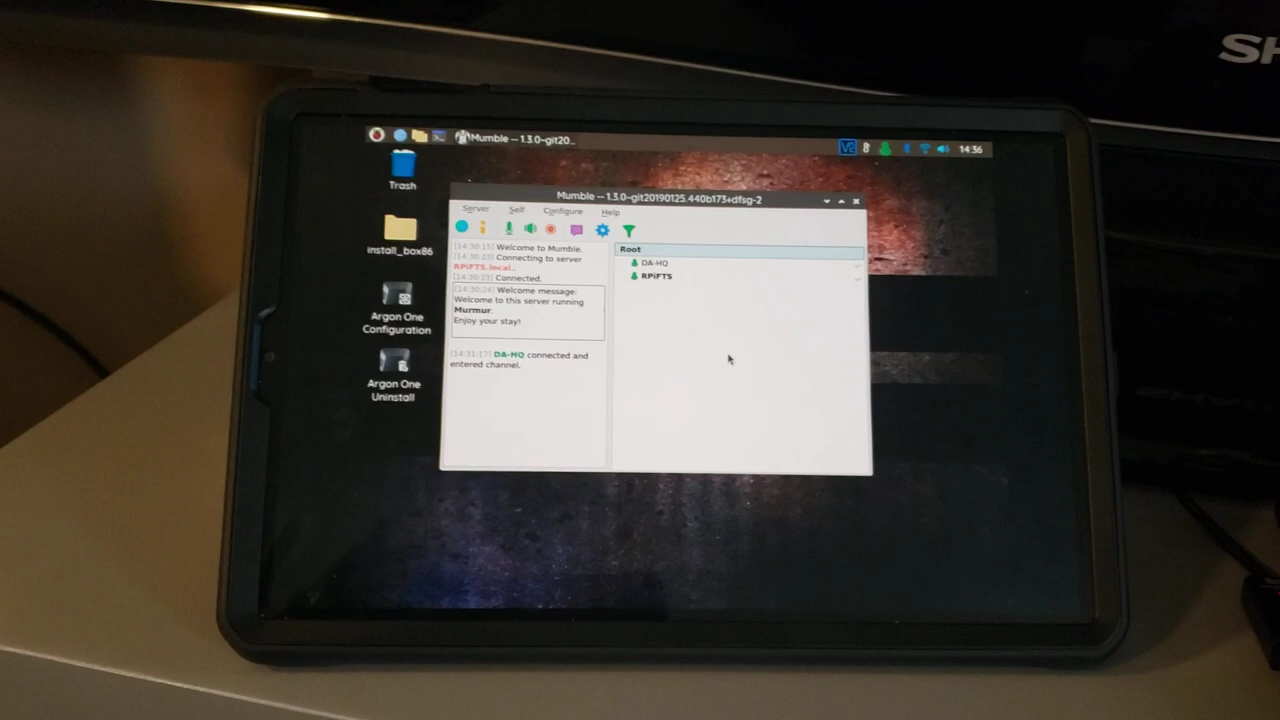 SH
Mumble -- 1.3.0~git20...
V2
14:36
Trash
install_box86
Argon One
Configuration
Argon One
Uninstall
Mumble -- 1.3.0~git20190125.440b173+dfsg-2
Server Self Configure Help
[14:30:15] Welcome to Mumble.
[14:30:23] Connecting to server
RPiFTS.local..
[14:30:23] Connected.
[14:30:24] Welcome message:
Welcome to this server running
Murmur.
Enjoy your stay!
[14:31:17] DA-HQ connected and
entered channel.
Root
DA-HQ
RPiFTS